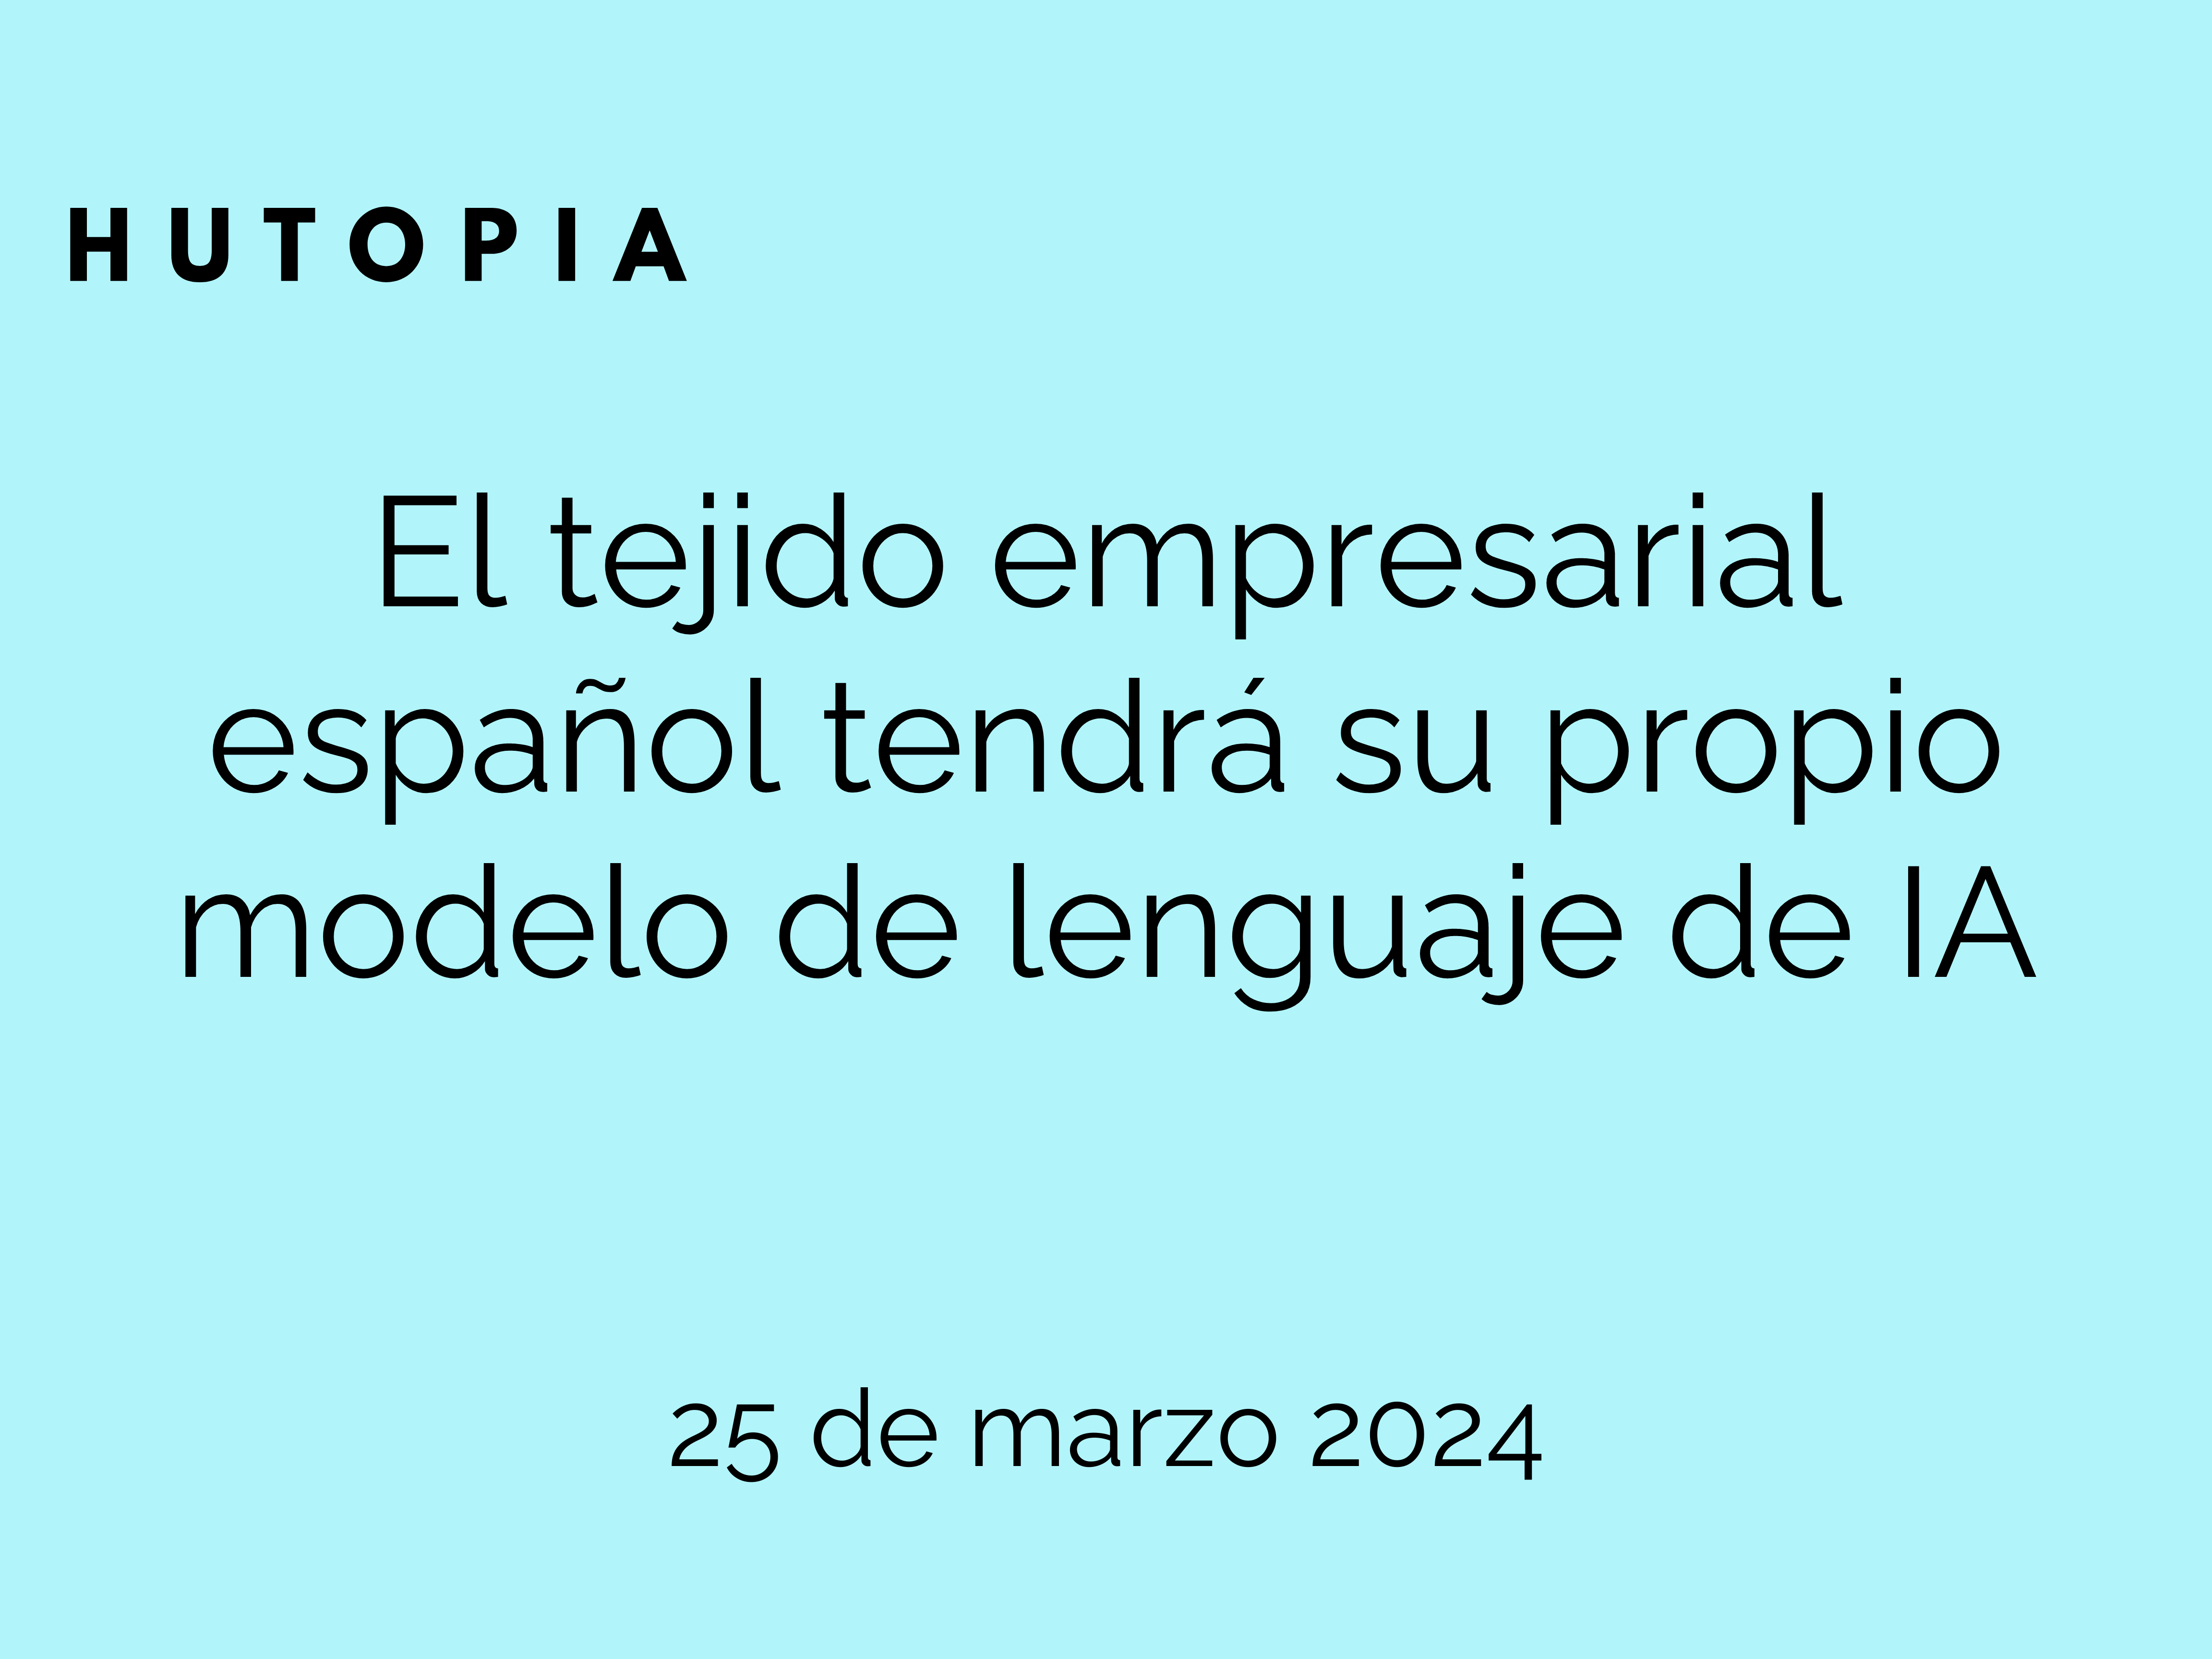 HUTOPIA
El tejido empresarial
español tendrá su propio
modelo de lenguaje de IA
25 de marzo 2024